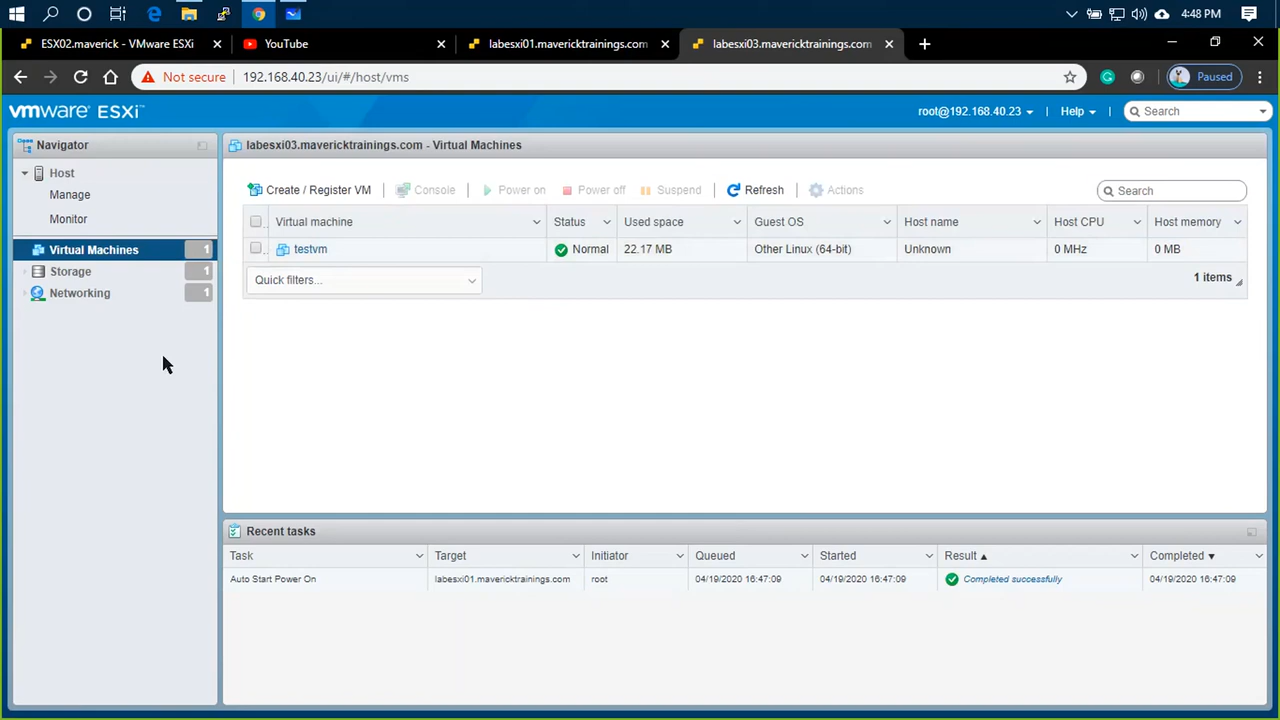 4:48 PM
ESX02.maverick - VMware ESXi
YouTube
labesxi01.mavericktrainings.com
labesxi03.mavericktrainings.com
Not secure
192.168.40.23/ui/#/host/vms
Paused
vmware ESXi™
root@192.168.40.23
Help
Search
Navigator
labesxi03.mavericktrainings.com - Virtual Machines
Host
Manage
Monitor
Virtual Machines 1
Storage 1
Networking 1
Create / Register VM
Console
Power on
Power off
Suspend
Refresh
Actions
Search
Virtual machine Status Used space Guest OS Host name Host CPU Host memory
testvm Normal 22.17 MB Other Linux (64-bit) Unknown 0 MHz 0 MB
Quick filters...
1 items
Recent tasks
Task Target Initiator Queued Started Result Completed
Auto Start Power On labesxi01.mavericktrainings.com root 04/19/2020 16:47:09 04/19/2020 16:47:09 Completed successfully 04/19/2020 16:47:09